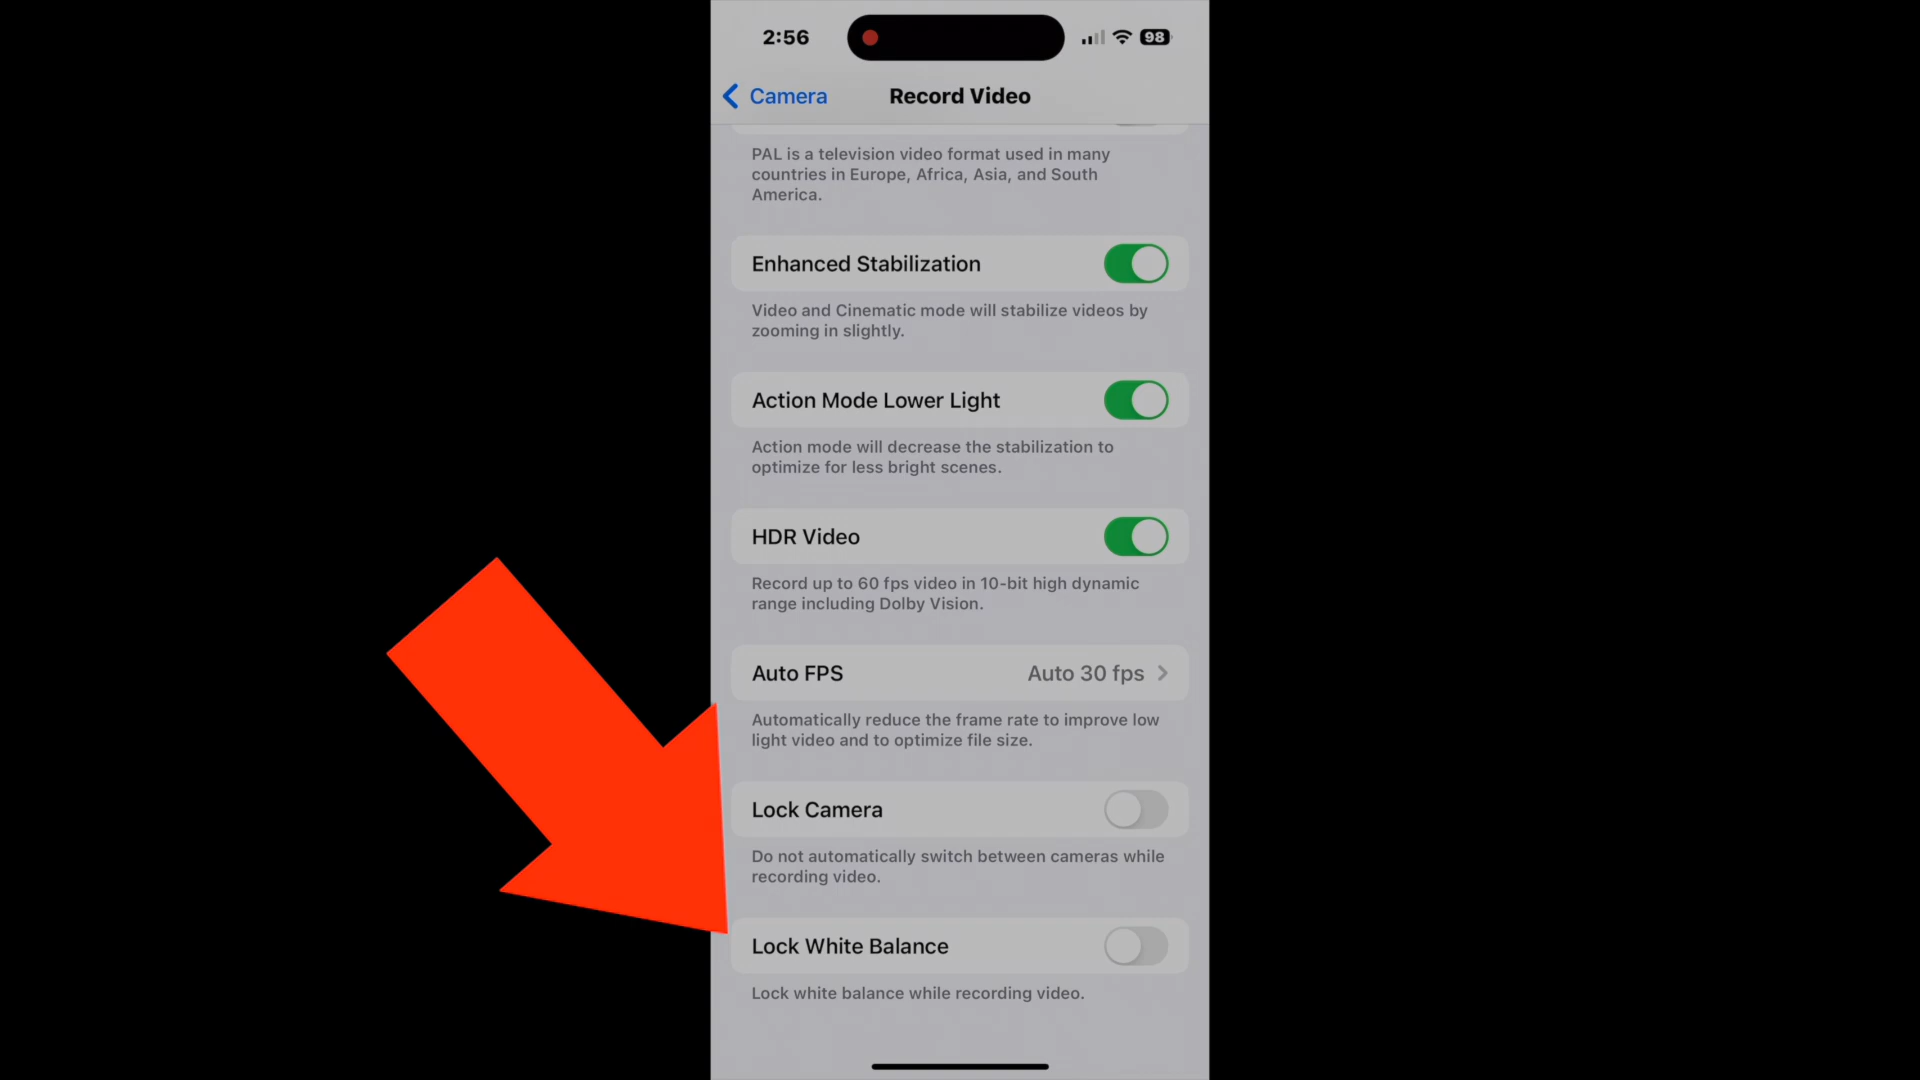 2:56
98
Camera
Record Video
PAL is a television video format used in many
countries in Europe, Africa, Asia, and South
America.
Enhanced Stabilization
Video and Cinematic mode will stabilize videos by
zooming in slightly.
Action Mode Lower Light
Action mode will decrease the stabilization to
optimize for less bright scenes.
HDR Video
Record up to 60 fps video in 10-bit high dynamic
range including Dolby Vision.
Auto FPS Auto 30 fps
Automatically reduce the frame rate to improve low
light video and to optimize file size.
Lock Camera
Do not automatically switch between cameras while
recording video.
Lock White Balance
Lock white balance while recording video.